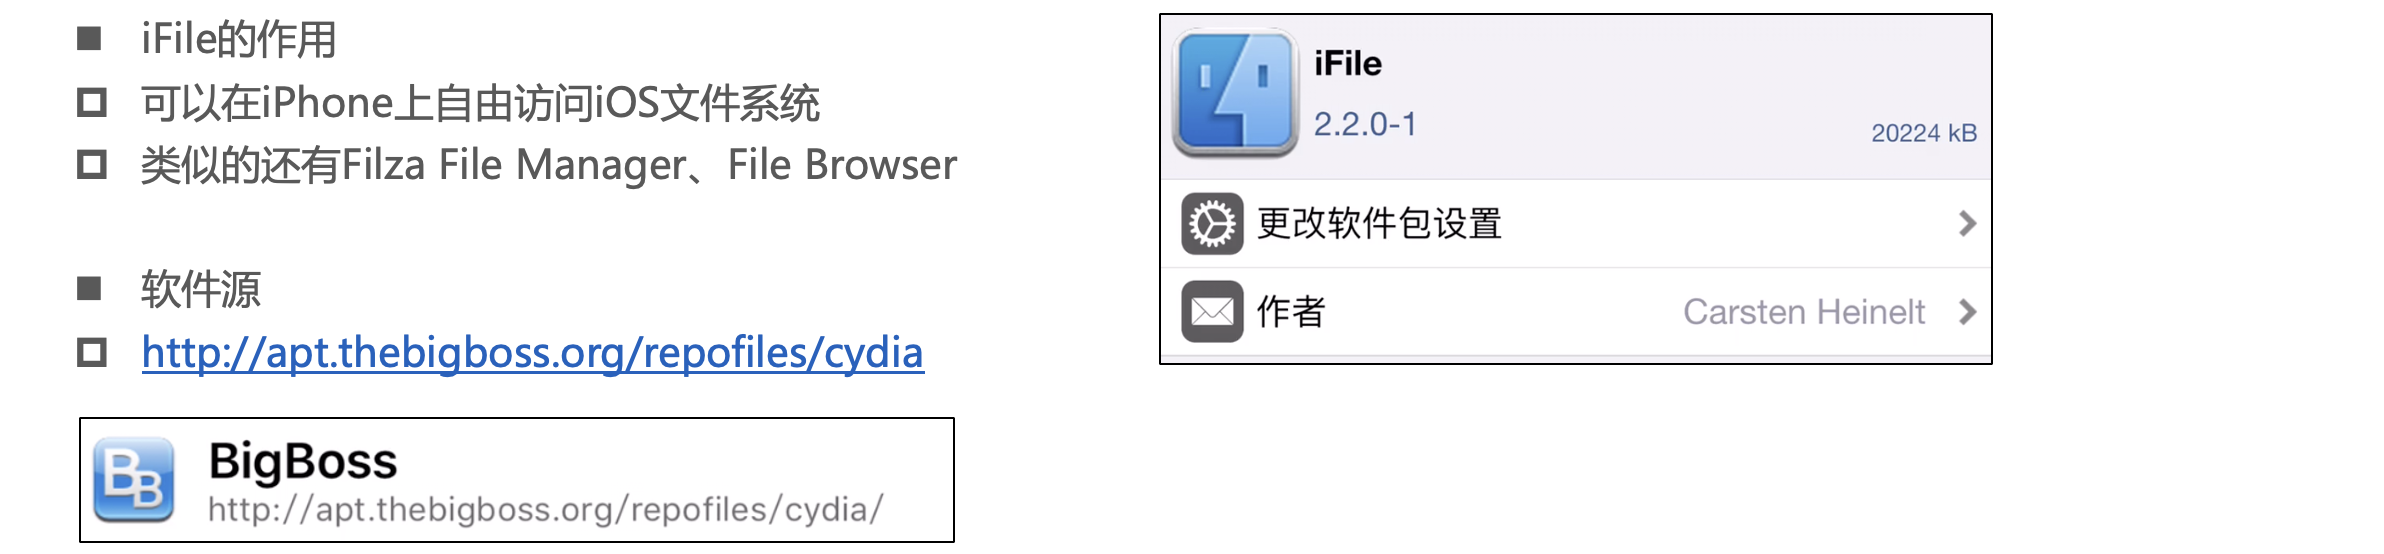 iFile的作用
可以在iPhone上自由访问iOS文件系统
类似的还有Filza File Manager、File Browser
软件源
http://apt.thebigboss.org/repofiles/cydia
BB
BigBoss
http://apt.thebigboss.org/repofiles/cydia/
iFile
2.2.0-1
20224 kB
更改软件包设置
作者 Carsten Heinelt